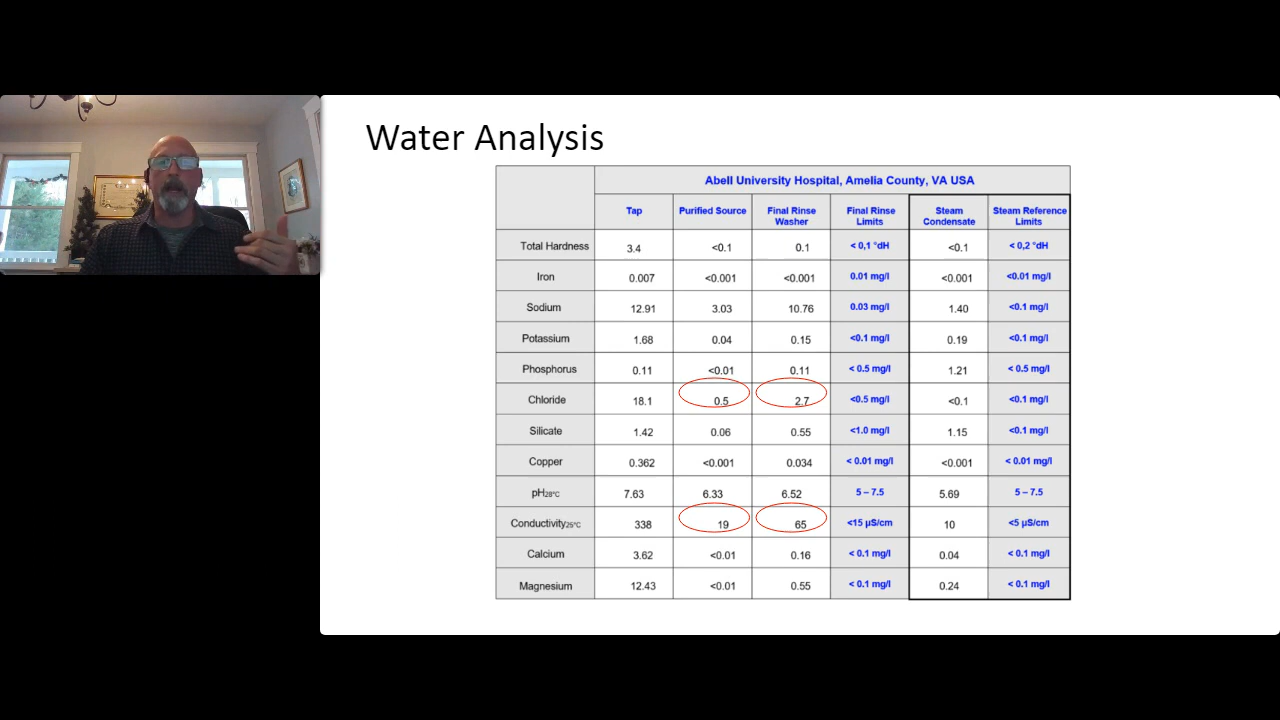 Water Analysis
Abell University Hospital, Amelia County, VA USA
Tap Purified Source Final Rinse Washer Final Rinse Limits Steam Condensate Steam Reference Limits
Total Hardness 3.4 <0.1 0.1 < 0,1 °dH <0.1 < 0,2 °dH
Iron 0.007 <0.001 <0.001 0.01 mg/l <0.001 <0.01 mg/l
Sodium 12.91 3.03 10.76 0.03 mg/l 1.40 <0.1 mg/l
Potassium 1.68 0.04 0.15 <0.1 mg/l 0.19 <0.1 mg/l
Phosphorus 0.11 <0.01 0.11 < 0.5 mg/l 1.21 < 0.5 mg/l
Chloride 18.1 0.5 2.7 <0.5 mg/l <0.1 <0.1 mg/l
Silicate 1.42 0.06 0.55 <1.0 mg/l 1.15 <0.1 mg/l
Copper 0.362 <0.001 0.034 < 0.01 mg/l <0.001 < 0.01 mg/l
pH28°C 7.63 6.33 6.52 5 – 7.5 5.69 5 – 7.5
Conductivity25°C 338 19 65 <15 µS/cm 10 <5 µS/cm
Calcium 3.62 <0.01 0.16 < 0.1 mg/l 0.04 < 0.1 mg/l
Magnesium 12.43 <0.01 0.55 < 0.1 mg/l 0.24 < 0.1 mg/l